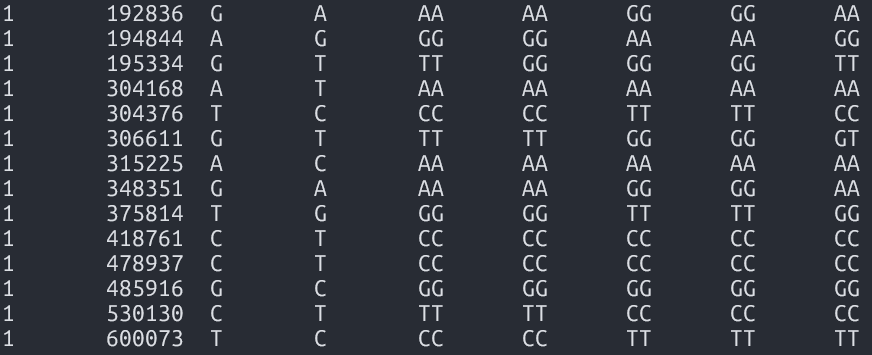 1 192836 G A AA AA GG GG AA
1 194844 A G GG GG AA AA GG
1 195334 G T TT GG GG GG TT
1 304168 A T AA AA AA AA AA
1 304376 T C CC CC TT TT CC
1 306611 G T TT TT GG GG GT
1 315225 A C AA AA AA AA AA
1 348351 G A AA AA GG GG AA
1 375814 T G GG GG TT TT GG
1 418761 C T CC CC CC CC CC
1 478937 C T CC CC CC CC CC
1 485916 G C GG GG GG GG GG
1 530130 C T TT TT CC CC CC
1 600073 T C CC CC TT TT TT